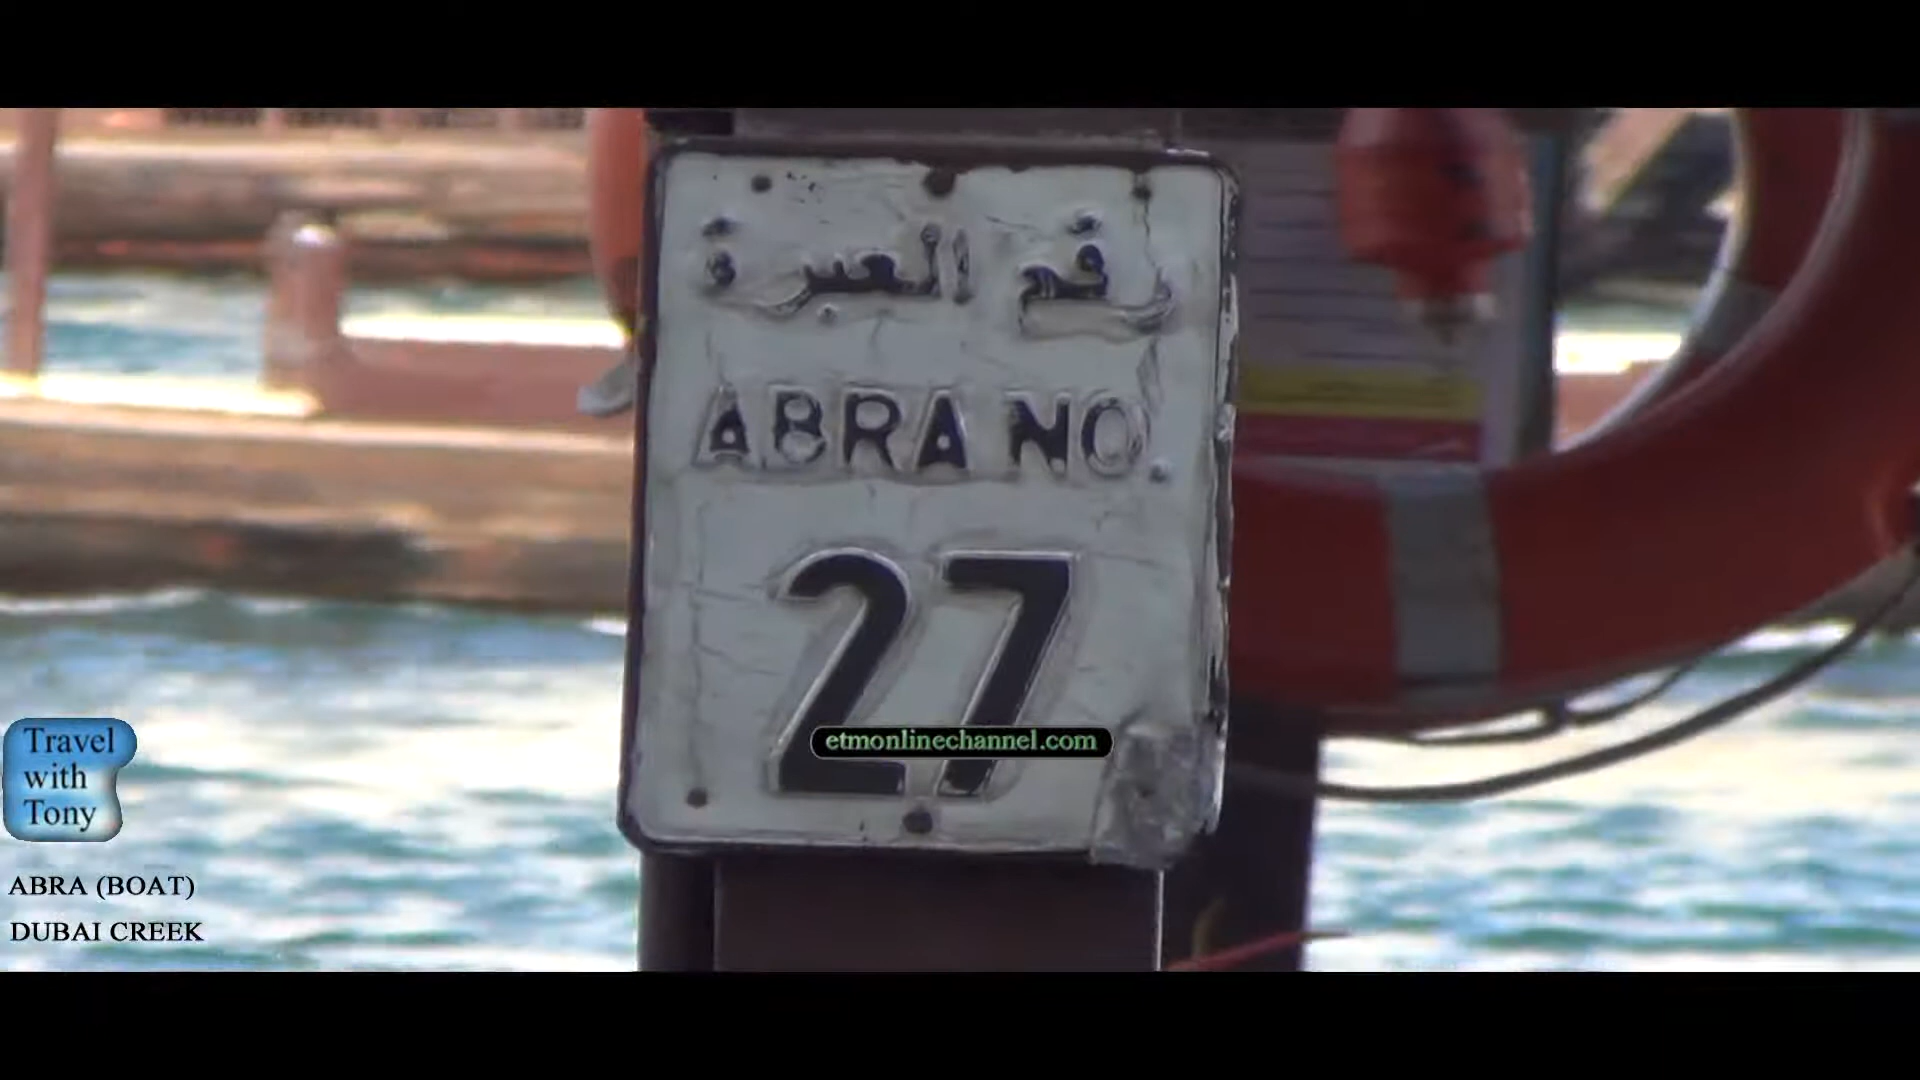 رقم العبرة
ABRA NO.
27
etmonlinechannel.com
Travel
with
Tony
ABRA (BOAT)
DUBAI CREEK